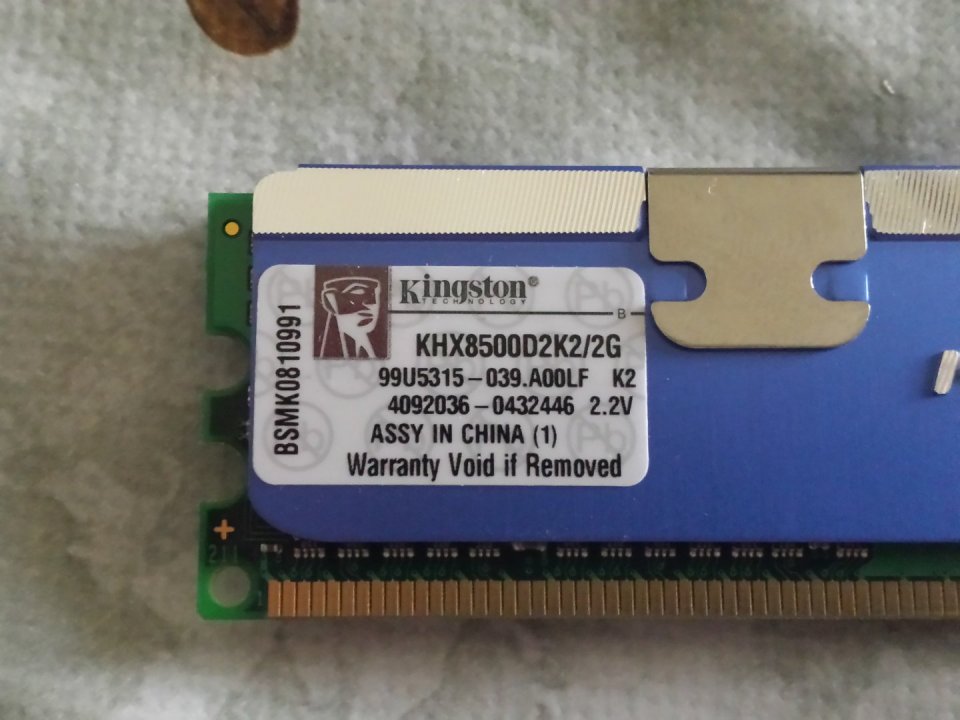 Kingston®
TECHNOLOGY
B
KHX8500D2K2/2G
99U5315-039.A00LF K2
4092036-0432446 2.2V
ASSY IN CHINA (1)
Warranty Void if Removed
BSMK0810991
211